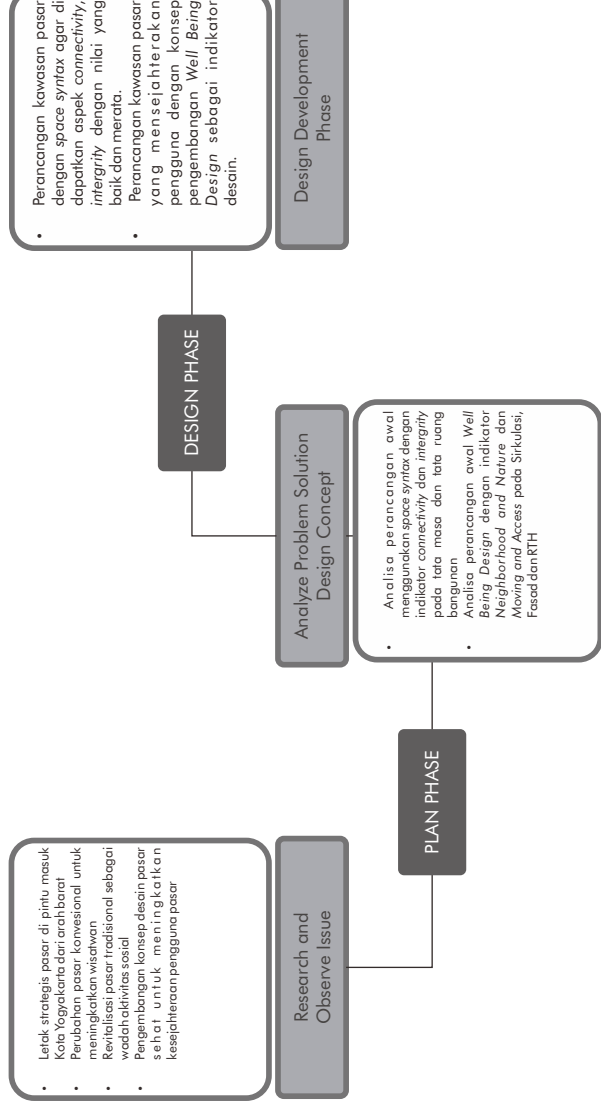 • Letak strategis pasar di pintu masuk
Kota Yogyakarta dari arah barat
• Perubahan pasar konvesional untuk
meningkatkan wisatwan
• Revitalisasi pasar tradisional sebagai
wadah aktivitas sosial
• Pengembangan konsep desain pasar
sehat untuk meningkatkan
kesejahteraan pengguna pasar
Research and
Observe Issue
PLAN PHASE
Analyze Problem Solution
Design Concept
• Analisa perancangan awal
menggunakan space syntax dengan
indikator connectivity dan intergrity
pada tata masa dan tata ruang
bangunan
• Analisa perancangan awal Well
Being Design dengan indikator
Neighborhood and Nature dan
Moving and Access pada Sirkulasi,
Fasad dan RTH
DESIGN PHASE
• Perancangan kawasan pasar
dengan space syntax agar di
dapatkan aspek connectivity,
intergrity dengan nilai yang
baik dan merata.
• Perancangan kawasan pasar
yang mensejahterakan
pengguna dengan konsep
pengembangan Well Being
Design sebagai indikator
desain.
Design Development
Phase